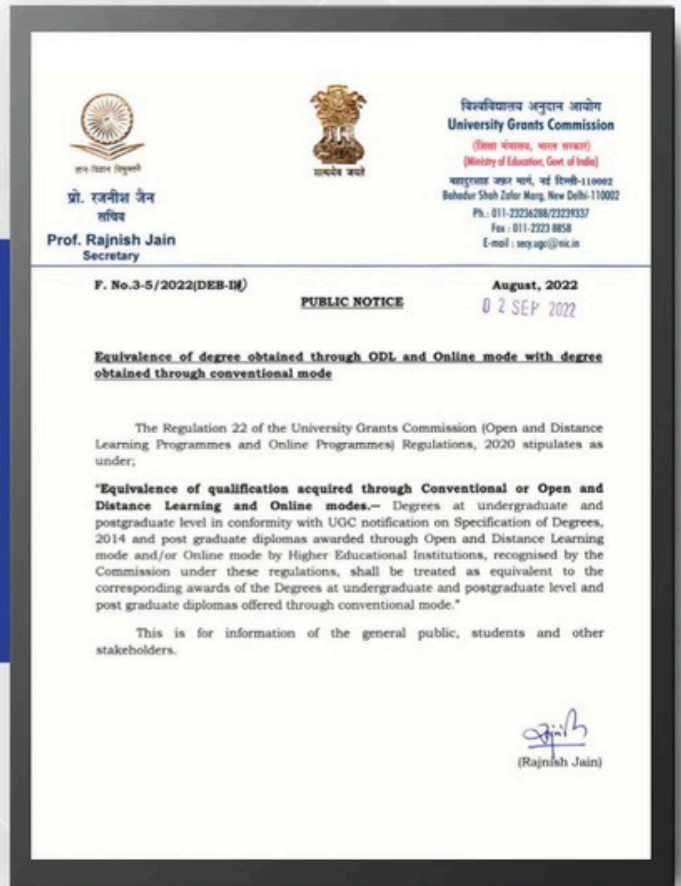 ज्ञान-विज्ञान विमुक्तये
प्रो. रजनीश जैन
सचिव
Prof. Rajnish Jain
Secretary
सत्यमेव जयते
विश्वविद्यालय अनुदान आयोग
University Grants Commission
(शिक्षा मंत्रालय, भारत सरकार)
(Ministry of Education, Govt. of India)
बहादुरशाह ज़फ़र मार्ग, नई दिल्ली-110002
Bahadur Shah Zafar Marg, New Delhi-110002
Ph.: 011-23236288/23239337
Fax : 011-2323 8858
E-mail : secy.ugc@nic.in
F. No.3-5/2022(DEB-III)
August, 2022
PUBLIC NOTICE
02 SEP 2022
Equivalence of degree obtained through ODL and Online mode with degree
obtained through conventional mode
The Regulation 22 of the University Grants Commission (Open and Distance
Learning Programmes and Online Programmes) Regulations, 2020 stipulates as
under;
"Equivalence of qualification acquired through Conventional or Open and
Distance Learning and Online modes.— Degrees at undergraduate and
postgraduate level in conformity with UGC notification on Specification of Degrees,
2014 and post graduate diplomas awarded through Open and Distance Learning
mode and/or Online mode by Higher Educational Institutions, recognised by the
Commission under these regulations, shall be treated as equivalent to the
corresponding awards of the Degrees at undergraduate and postgraduate level and
post graduate diplomas offered through conventional mode."
This is for information of the general public, students and other
stakeholders.
(Rajnish Jain)